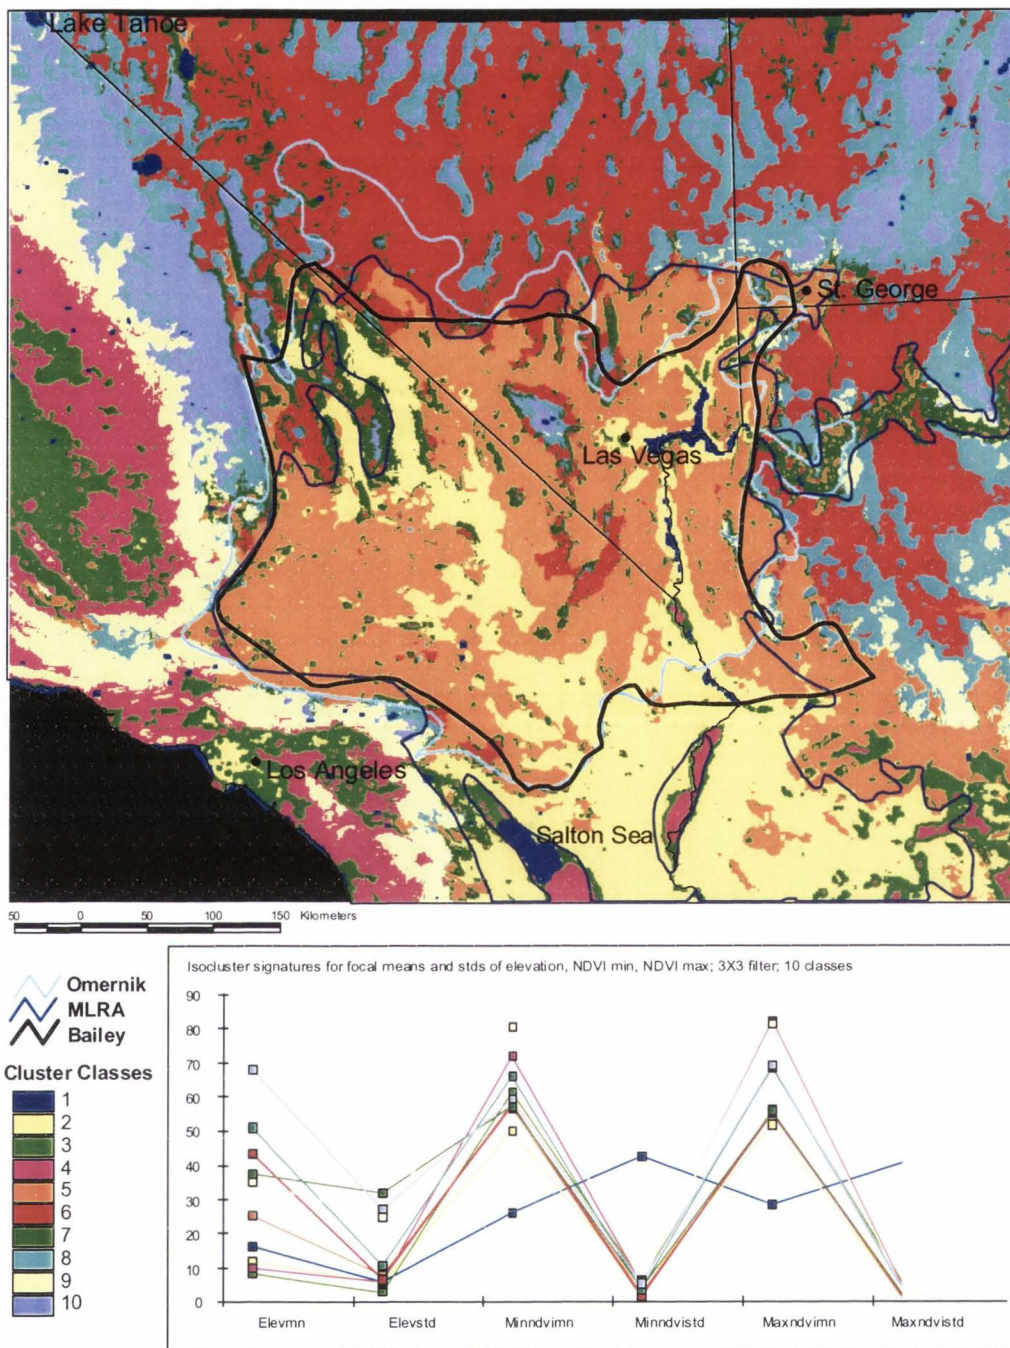 Lake Tahoe
St. George
Las Vegas
Los Angeles
Salton Sea
50 0 50 100 150 Kilometers
Omernik
MLRA
Bailey
Cluster Classes
1
2
3
4
5
6
7
8
9
10
Isocluster signatures for focal means and stds of elevation, NDVI min, NDVI max; 3X3 filter; 10 classes
90
80
70
60
50
40
30
20
10
0
Elevmn Elevstd Minndvimn Minndvistd Maxndvimn Maxndvistd